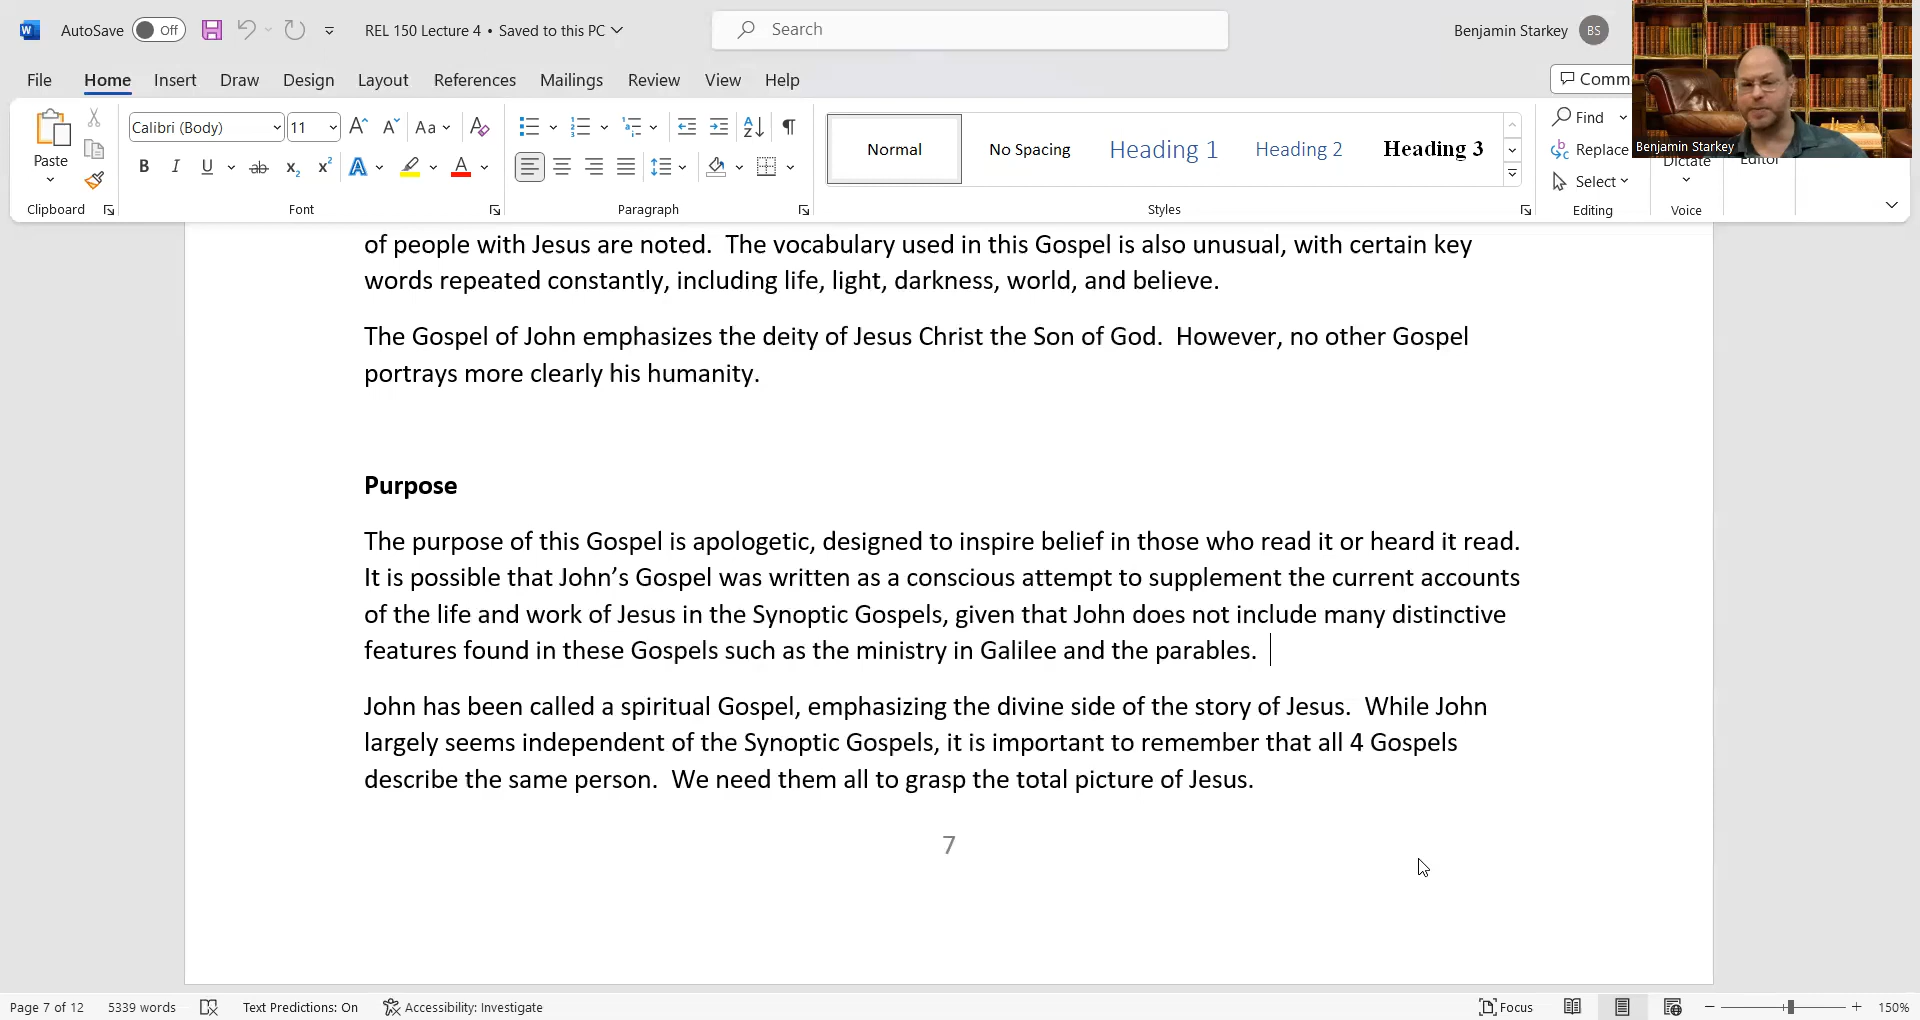 AutoSave Off REL 150 Lecture 4 • Saved to this PC Search Benjamin Starkey BS
File Home Insert Draw Design Layout References Mailings Review View Help Comm
Calibri (Body) 11 Aa Normal No Spacing Heading 1 Heading 2 Heading 3 Find
Paste Replace
Benjamin Starkey
B I U ab x2 x2 A A Select Dictate Editor
Clipboard Font Paragraph Styles Editing Voice
of people with Jesus are noted.  The vocabulary used in this Gospel is also unusual, with certain key
words repeated constantly, including life, light, darkness, world, and believe.
The Gospel of John emphasizes the deity of Jesus Christ the Son of God.  However, no other Gospel
portrays more clearly his humanity.
Purpose
The purpose of this Gospel is apologetic, designed to inspire belief in those who read it or heard it read.
It is possible that John’s Gospel was written as a conscious attempt to supplement the current accounts
of the life and work of Jesus in the Synoptic Gospels, given that John does not include many distinctive
features found in these Gospels such as the ministry in Galilee and the parables.
John has been called a spiritual Gospel, emphasizing the divine side of the story of Jesus.  While John
largely seems independent of the Synoptic Gospels, it is important to remember that all 4 Gospels
describe the same person.  We need them all to grasp the total picture of Jesus.
7
Page 7 of 12 5339 words Text Predictions: On Accessibility: Investigate Focus 150%